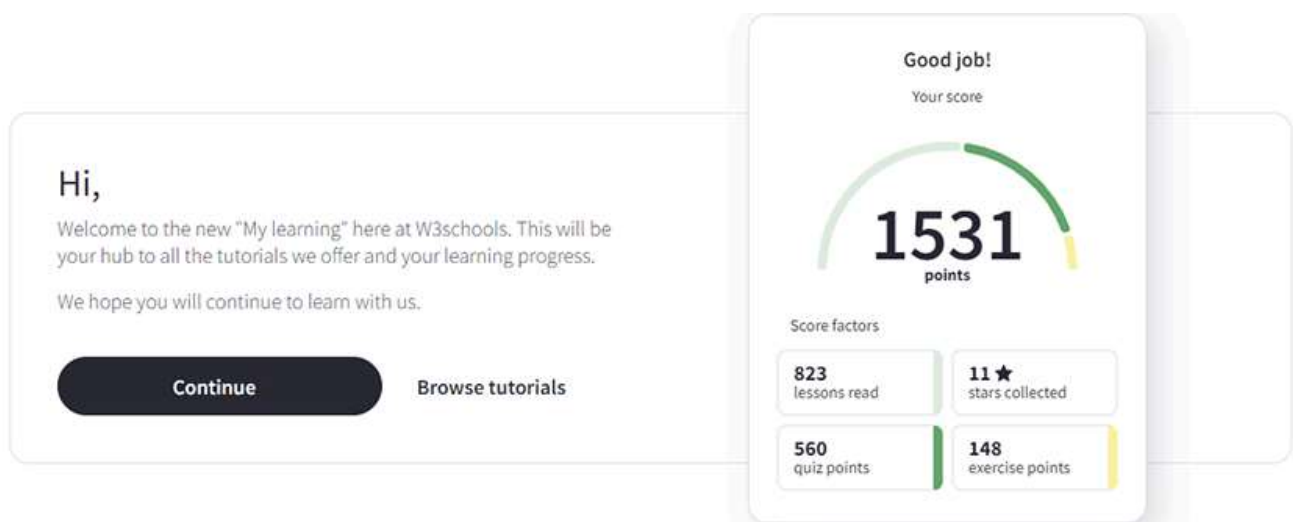 Hi,
Welcome to the new "My learning" here at W3schools. This will be
your hub to all the tutorials we offer and your learning progress.
We hope you will continue to learn with us.
Continue
Browse tutorials
Good job!
Your score
1531
points
Score factors
823
lessons read
11 ★
stars collected
560
quiz points
148
exercise points